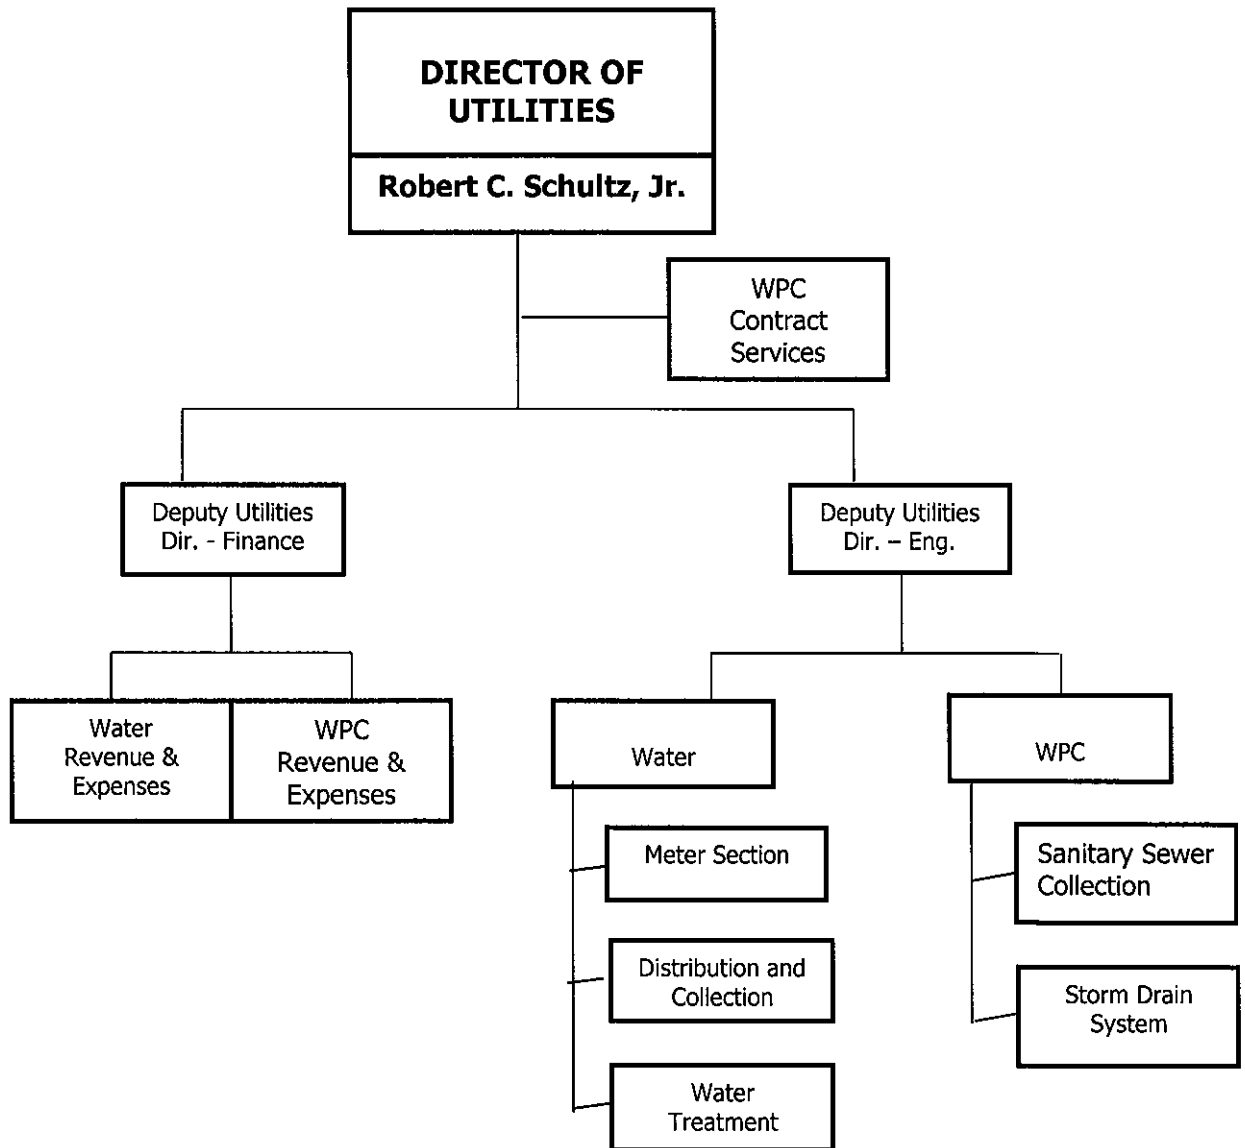 DIRECTOR OF
UTILITIES
Robert C. Schultz, Jr.
WPC
Contract
Services
Deputy Utilities
Dir. - Finance
Deputy Utilities
Dir. – Eng.
Water
Revenue &
Expenses
WPC
Revenue &
Expenses
Water
WPC
Meter Section
Distribution and
Collection
Water
Treatment
Sanitary Sewer
Collection
Storm Drain
System